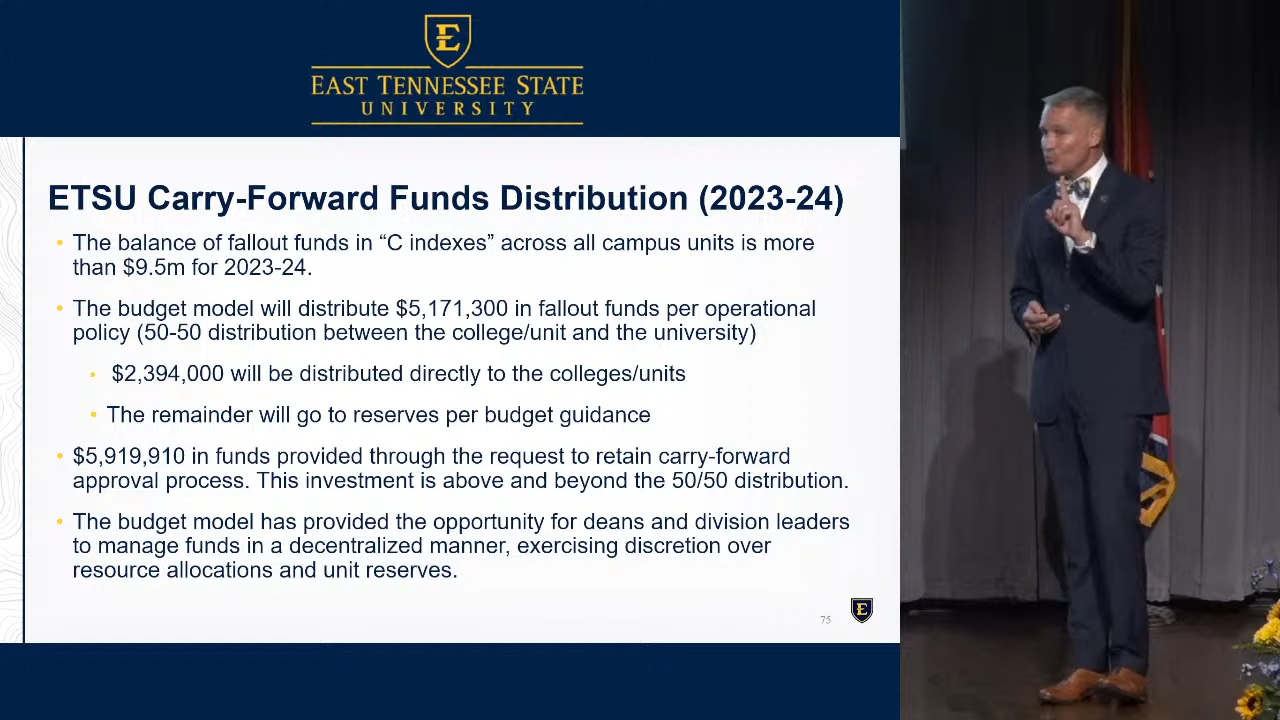 E
EAST TENNESSEE STATE
UNIVERSITY
ETSU Carry-Forward Funds Distribution (2023-24)
• The balance of fallout funds in “C indexes” across all campus units is more
than $9.5m for 2023-24.
• The budget model will distribute $5,171,300 in fallout funds per operational
policy (50-50 distribution between the college/unit and the university)
• $2,394,000 will be distributed directly to the colleges/units
• The remainder will go to reserves per budget guidance
• $5,919,910 in funds provided through the request to retain carry-forward
approval process. This investment is above and beyond the 50/50 distribution.
• The budget model has provided the opportunity for deans and division leaders
to manage funds in a decentralized manner, exercising discretion over
resource allocations and unit reserves.
75
E